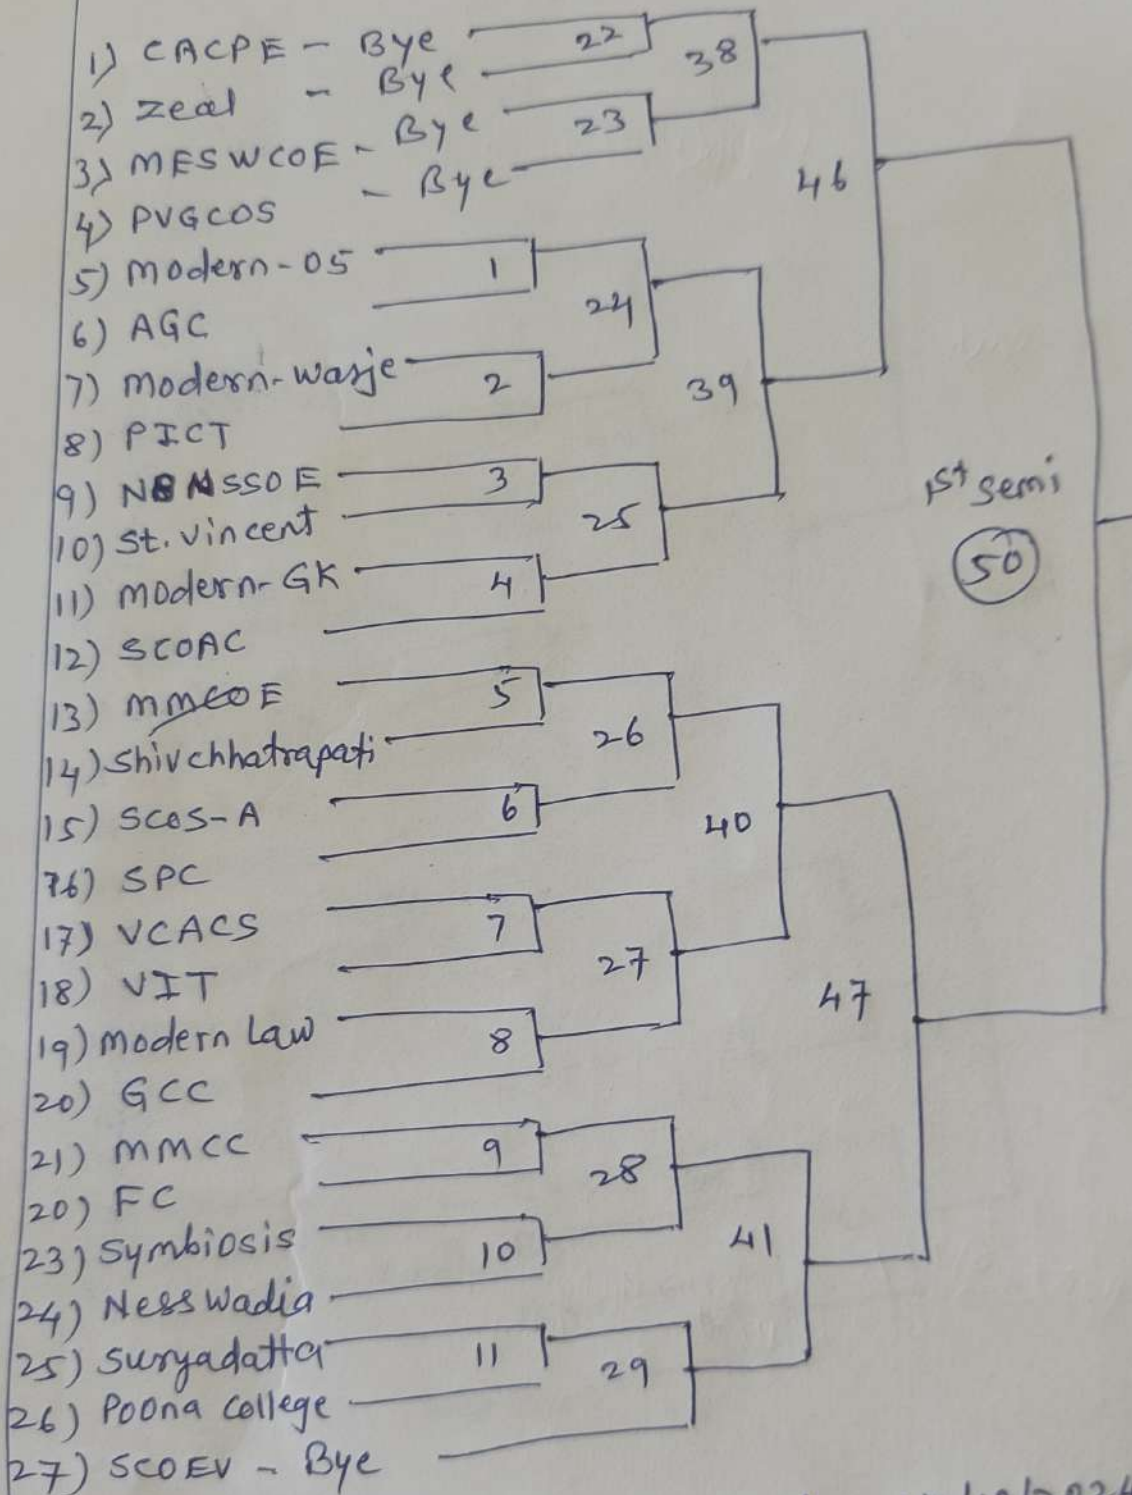 1) CACPE - Bye 22 38
2) Zeal - Bye
3) MESWCOE - Bye 23
4) PVGCOS - Bye 46
5) Modern-05 1 24
6) AGC
7) Modern-warje 2 39
8) PICT
9) NBNSSOE 3 25 1st semi
10) St. Vincent
11) Modern-GK 4 50
12) SCOAC
13) MMCOE 5 26
14) Shivchhatrapati
15) SCOS-A 6 40
16) SPC
17) VCACS 7 27
18) VIT 47
19) Modern Law 8
20) GCC
21) MMCC 9 28
20) FC
23) Symbiosis 10 41
24) Ness Wadia
25) Suryadatta 11 29
26) Poona College
27) SCOEV - Bye